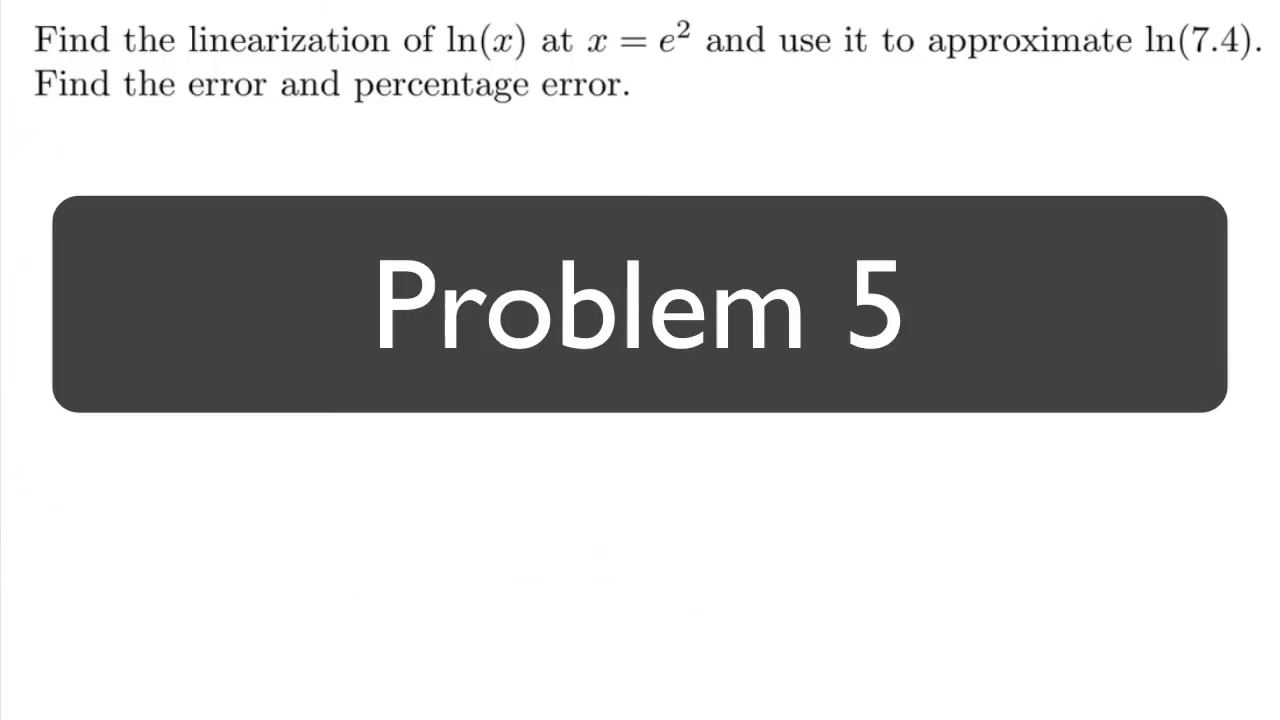 Find the linearization of ln(x) at x = e² and use it to approximate ln(7.4).
Find the error and percentage error.
Problem 5